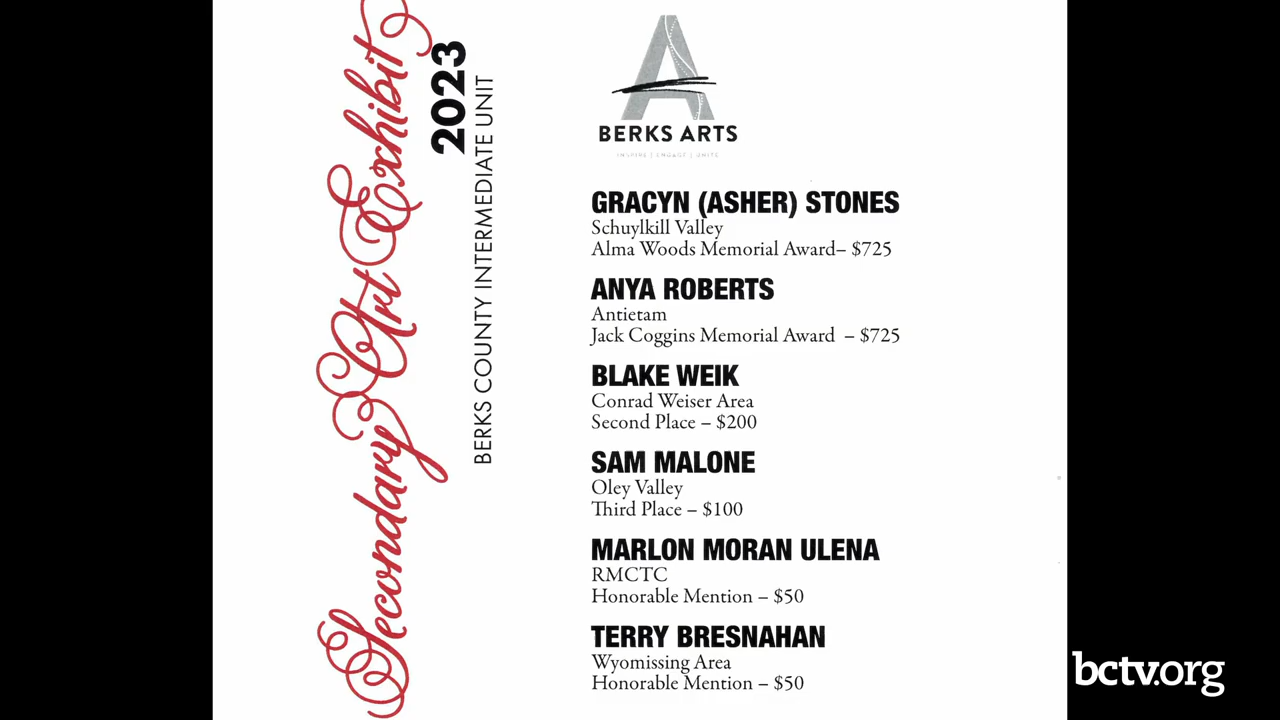 Secondary Art Exhibit
2023
BERKS COUNTY INTERMEDIATE UNIT
A
BERKS ARTS
INSPIRE | ENGAGE | UNITE
GRACYN (ASHER) STONES
Schuylkill Valley
Alma Woods Memorial Award– $725
ANYA ROBERTS
Antietam
Jack Coggins Memorial Award – $725
BLAKE WEIK
Conrad Weiser Area
Second Place – $200
SAM MALONE
Oley Valley
Third Place – $100
MARLON MORAN ULENA
RMCTC
Honorable Mention – $50
TERRY BRESNAHAN
Wyomissing Area
Honorable Mention – $50
bctv.org